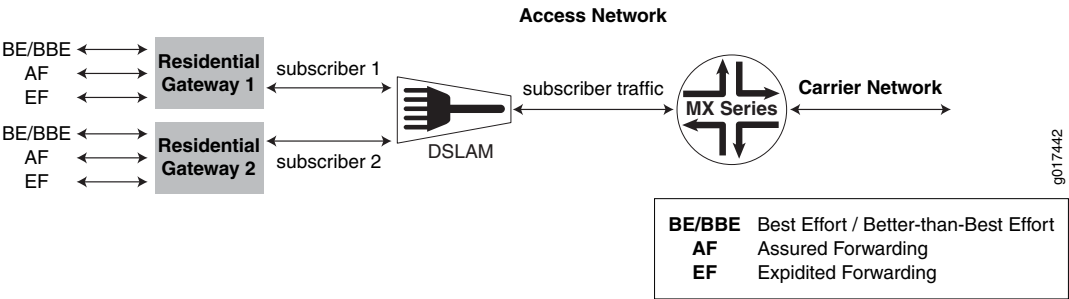 Access Network
BE/BBE
AF
EF
Residential
Gateway 1
subscriber 1
BE/BBE
AF
EF
Residential
Gateway 2
subscriber 2
DSLAM
subscriber traffic
MX Series
Carrier Network
g017442
BE/BBE Best Effort / Better-than-Best Effort
AF Assured Forwarding
EF Expidited Forwarding